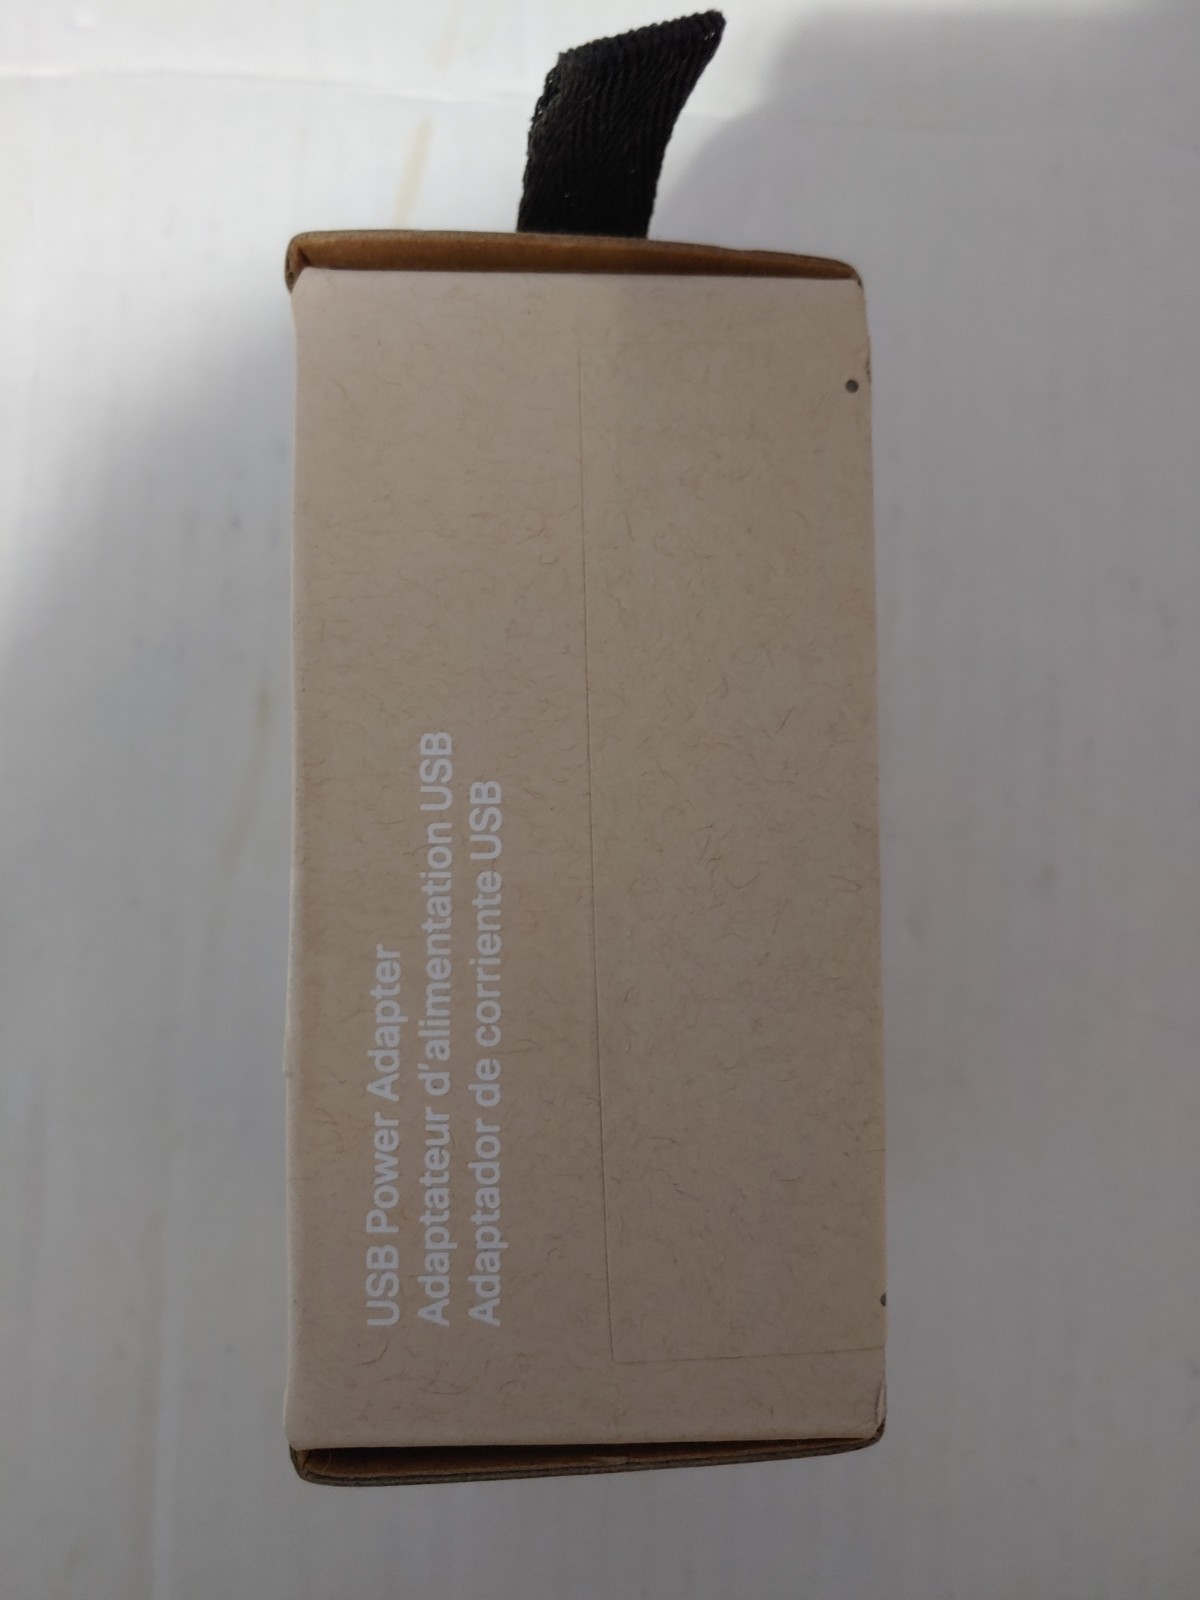 USB Power Adapter
Adaptateur d'alimentation USB
Adaptador de corriente USB